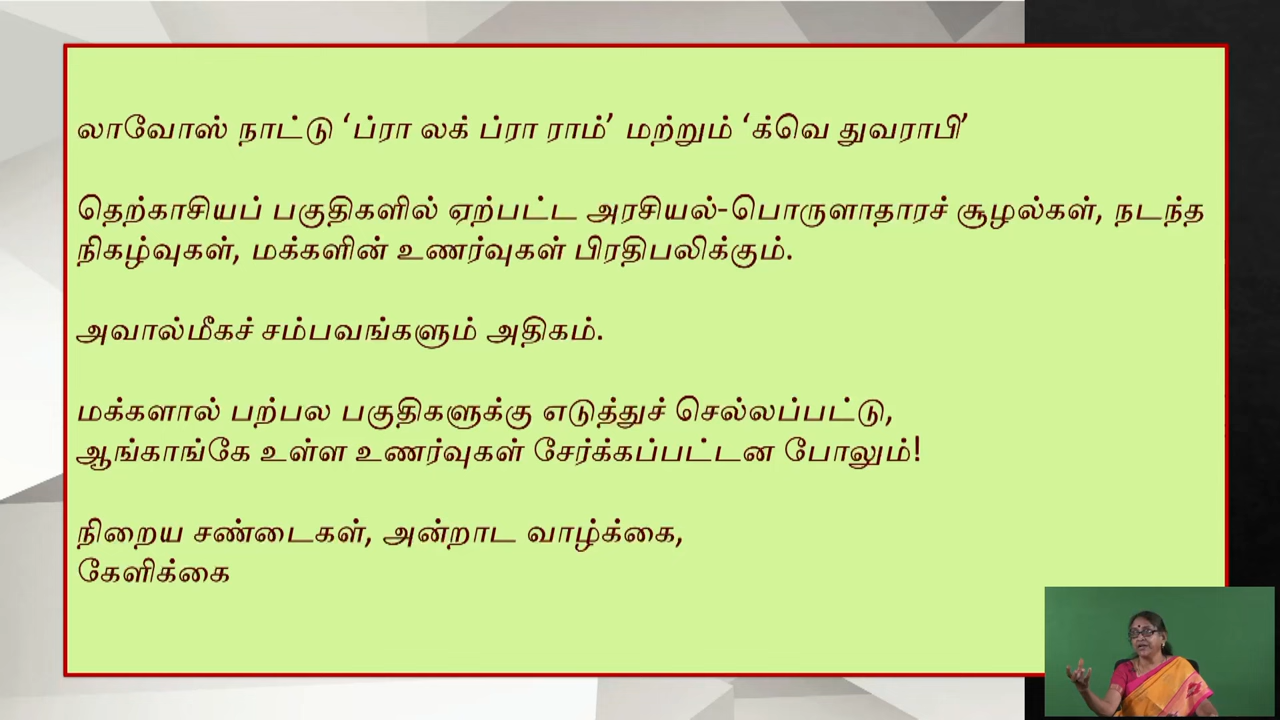 லாவோஸ் நாட்டு ‘ப்ரா லக் ப்ரா ராம்’ மற்றும் ‘க்வெ துவராபி’
தெற்காசியப் பகுதிகளில் ஏற்பட்ட அரசியல்-பொருளாதாரச் சூழல்கள், நடந்த
நிகழ்வுகள், மக்களின் உணர்வுகள் பிரதிபலிக்கும்.
அவால்மீகச் சம்பவங்களும் அதிகம்.
மக்களால் பற்பல பகுதிகளுக்கு எடுத்துச் செல்லப்பட்டு,
ஆங்காங்கே உள்ள உணர்வுகள் சேர்க்கப்பட்டன போலும்!
நிறைய சண்டைகள், அன்றாட வாழ்க்கை,
கேளிக்கை